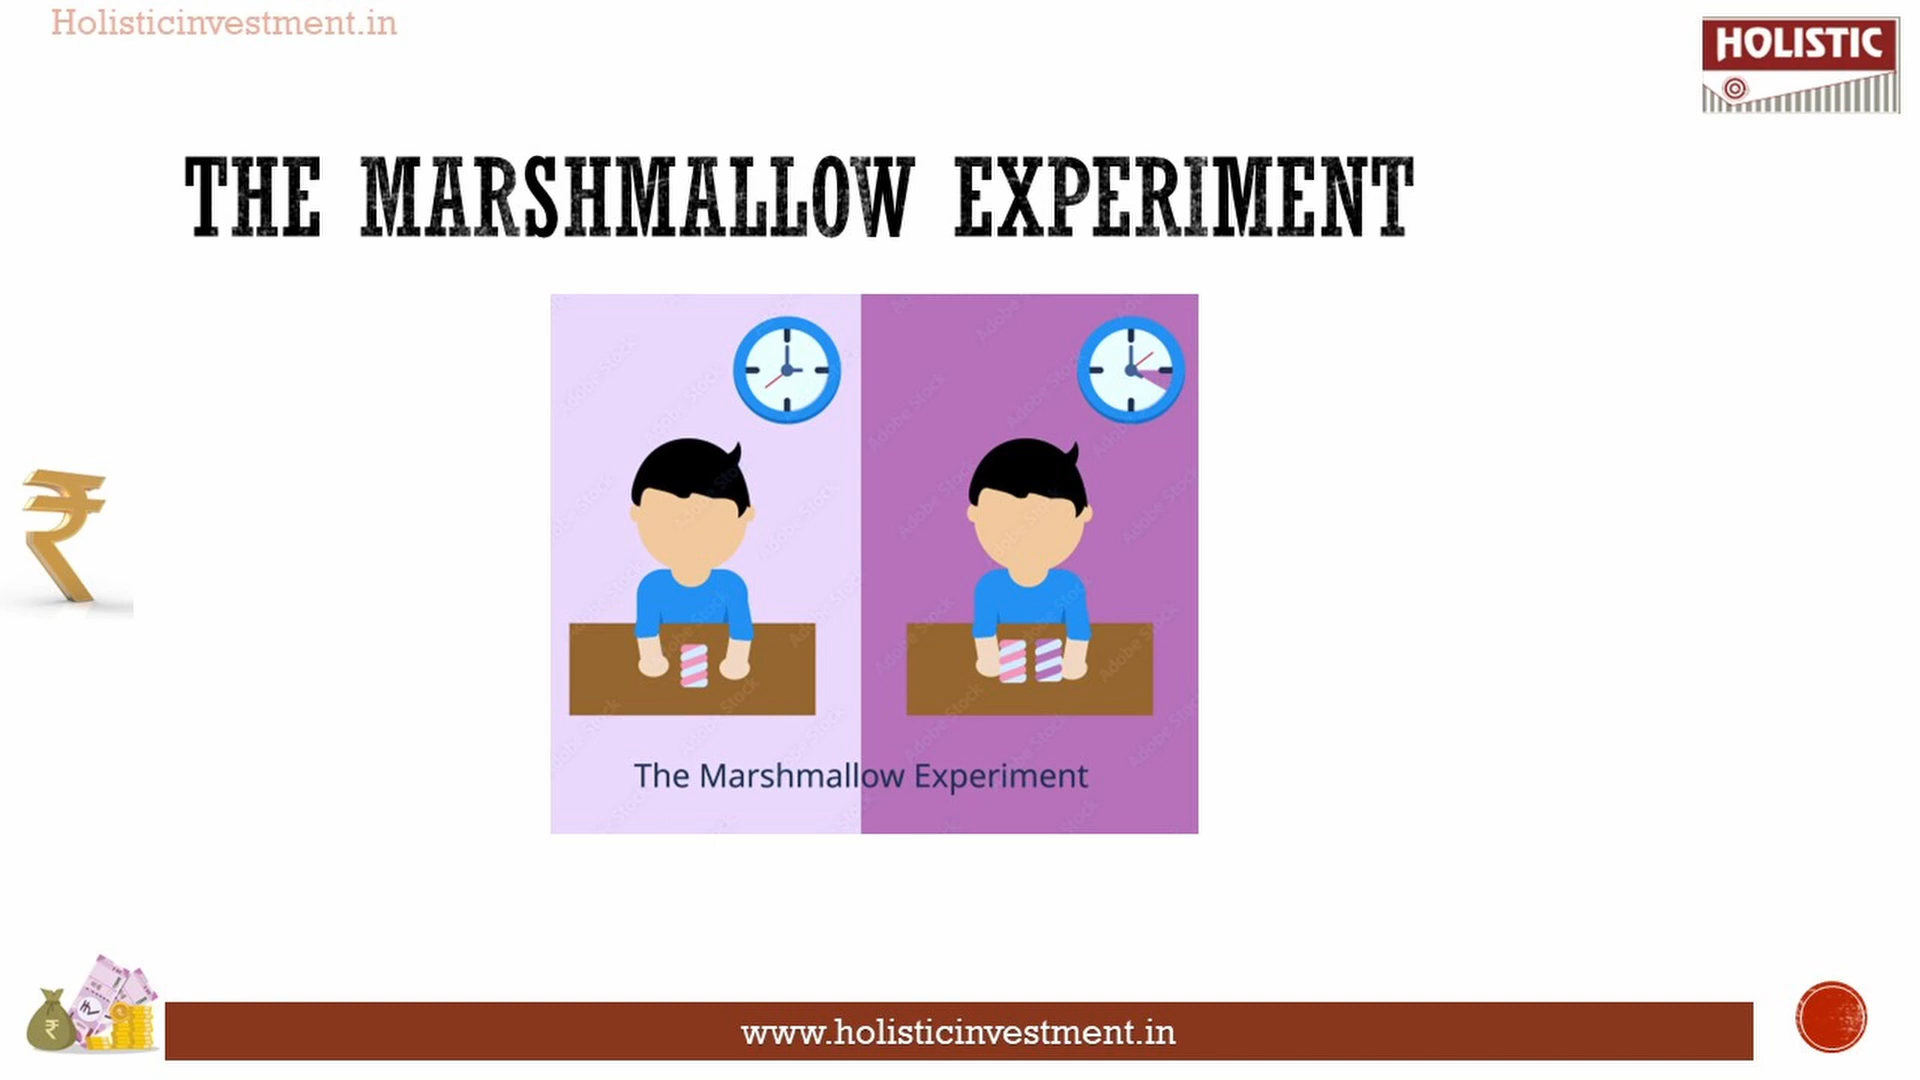 Holisticinvestment.in
HOLISTIC
THE MARSHMALLOW EXPERIMENT
The Marshmallow Experiment
www.holisticinvestment.in